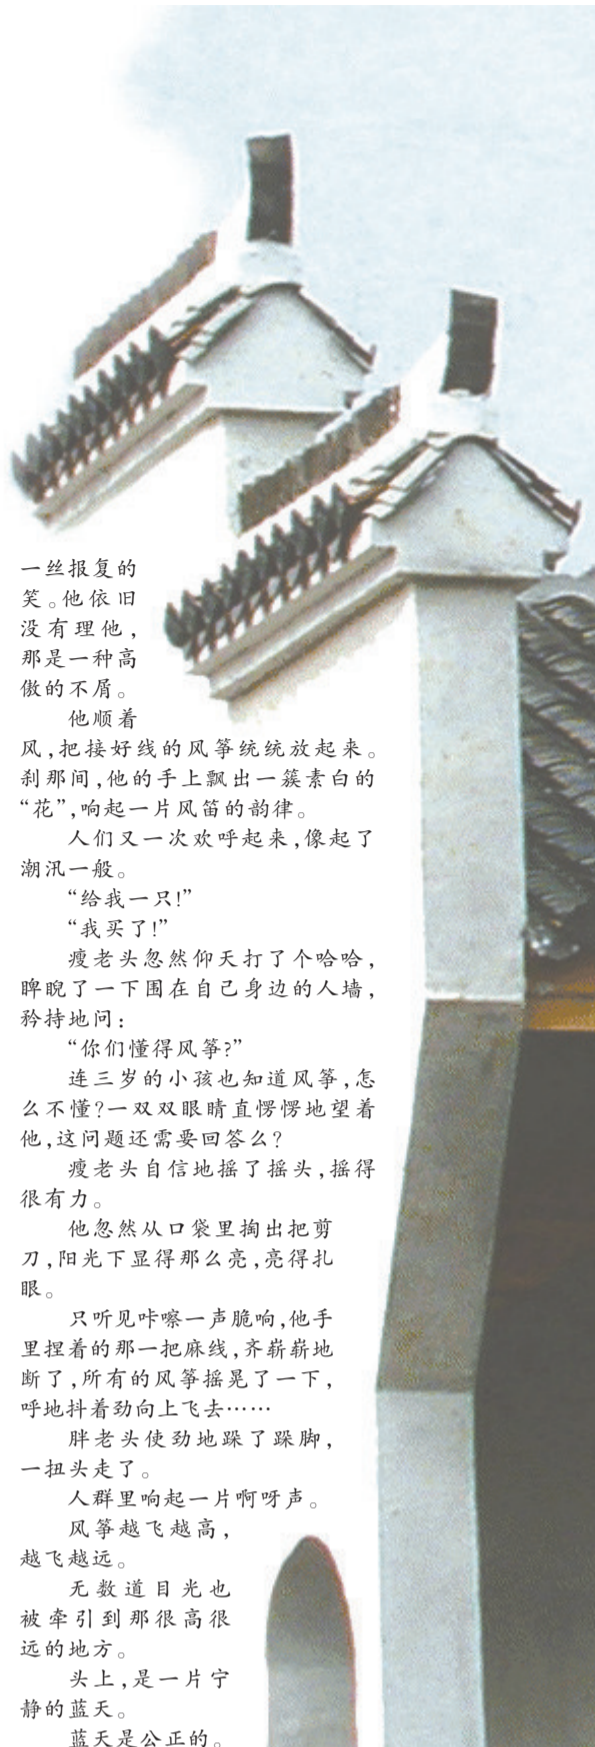 一丝报复的
笑。他依旧
没有理他,
那是一种高
傲的不屑。
他顺着
风,把接好线的风筝统统放起来。
刹那间,他的手上飘出一簇素白的
“花”,响起一片风笛的韵律。
人们又一次欢呼起来,像起了
潮汛一般。
“给我一只!”
“我买了!”
瘦老头忽然仰天打了个哈哈,
睥睨了一下围在自己身边的人墙,
矜持地问:
“你们懂得风筝?”
连三岁的小孩也知道风筝,怎
么不懂?一双双眼睛直愣愣地望着
他,这问题还需要回答么?
瘦老头自信地摇了摇头,摇得
很有力。
他忽然从口袋里掏出把剪
刀,阳光下显得那么亮,亮得扎
眼。
只听见咔嚓一声脆响,他手
里捏着的那一把麻线,齐崭崭地
断了,所有的风筝摇晃了一下,
呼地抖着劲向上飞去……
胖老头使劲地跺了跺脚,
一扭头走了。
人群里响起一片啊呀声。
风筝越飞越高,
越飞越远。
无数道目光也
被牵引到那很高很
远的地方。
头上,是一片宁
静的蓝天。
蓝天是公正的。